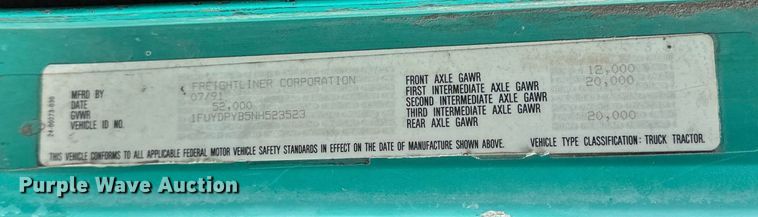 24-00273-030
MFRD BY FREIGHTLINER CORPORATION
DATE 07/91
GVWR 52,000
VEHICLE ID NO. 1FUYDPYB5NH523523
FRONT AXLE GAWR 12,000
FIRST INTERMEDIATE AXLE GAWR 20,000
SECOND INTERMEDIATE AXLE GAWR
THIRD INTERMEDIATE AXLE GAWR
REAR AXLE GAWR 20,000
THIS VEHICLE CONFORMS TO ALL APPLICABLE FEDERAL MOTOR VEHICLE SAFETY STANDARDS IN EFFECT ON THE DATE OF MANUFACTURE SHOWN ABOVE. VEHICLE TYPE CLASSIFICATION: TRUCK TRACTOR.
Purple Wave Auction